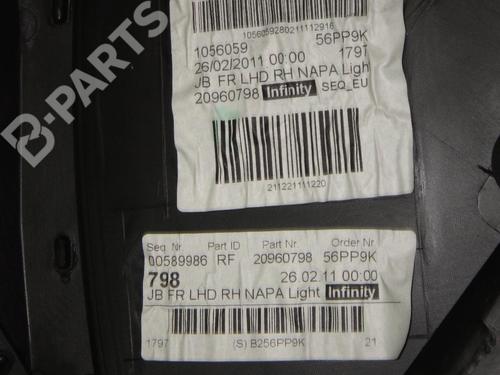 B-PARTS
1056059280211112916
1056059 56PP9K
26/02/2011 00:00 1797
JB FR LHD RH NAPA Ligh
20960798 Infinity SEQ_EU
211221111220
Seq. Nr. Part ID Part Nr. Order Nr
00589986 RF 20960798 56PP9K
798 26.02.11 00:00
JB FR LHD RH NAPA Light Infinity
1797 (S) B256PP9K 21